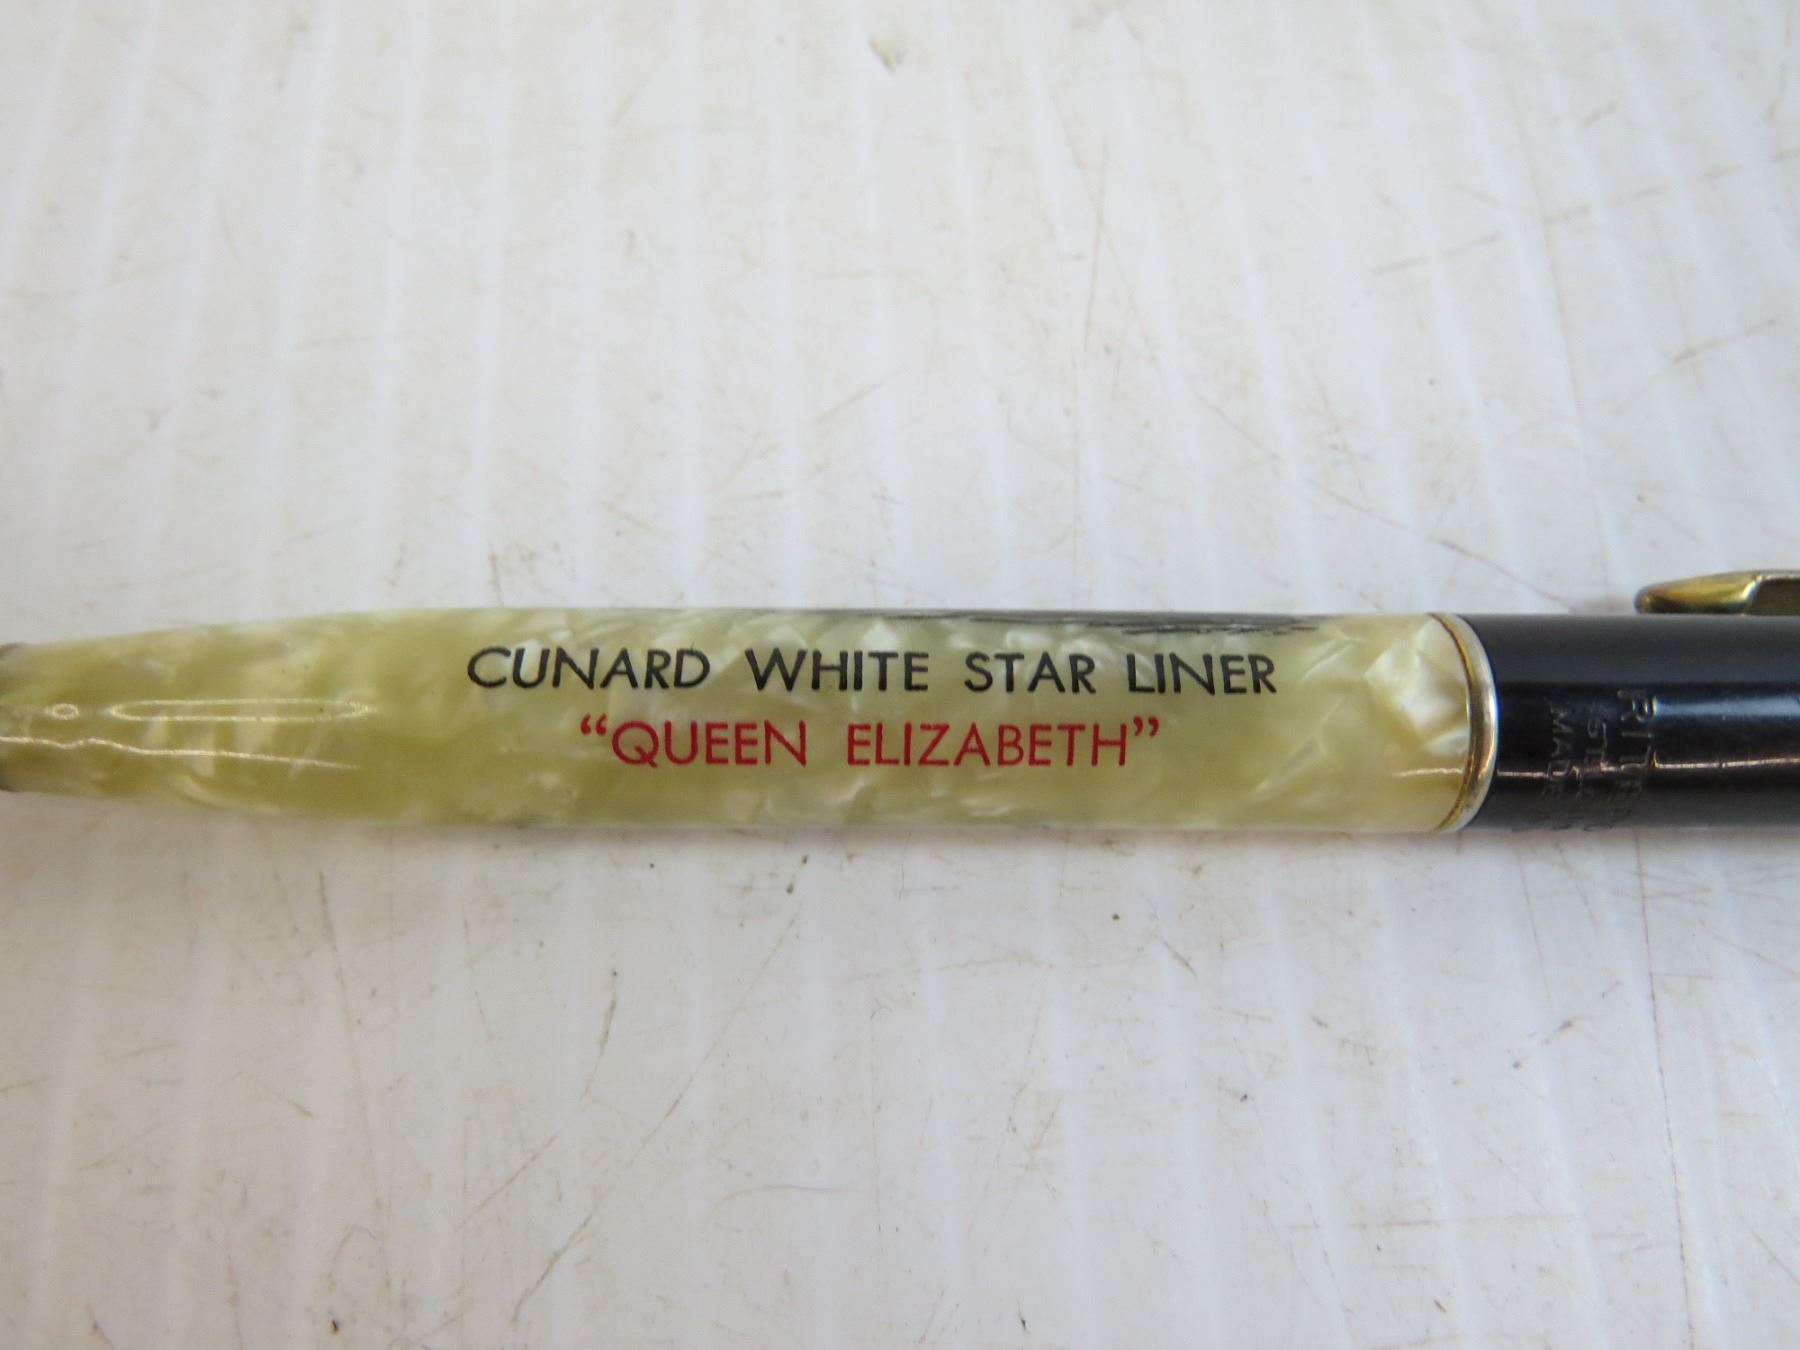 CUNARD WHITE STAR LINER
“QUEEN ELIZABETH”